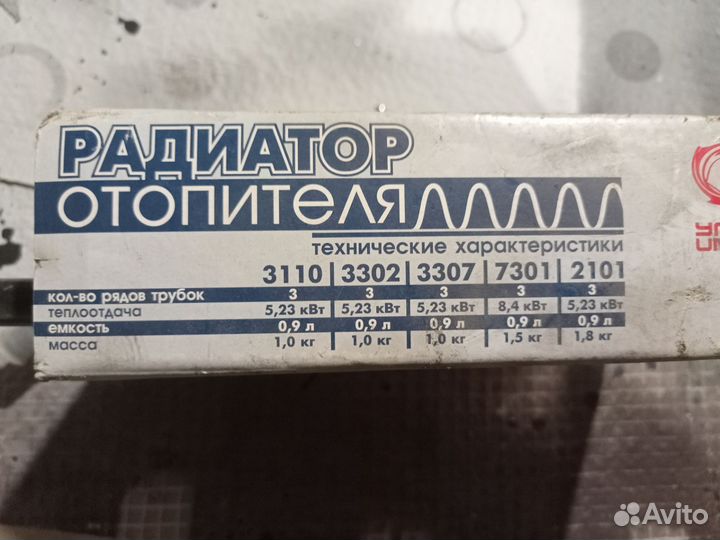 РАДИАТОР
ОТОПИТЕЛЯ
технические характеристики
3110 3302 3307 7301 2101
кол-во рядов трубок 3 3 3 3 3
теплоотдача 5,23 кВт 5,23 кВт 5,23 кВт 8,4 кВт 5,23 кВт
емкость 0,9 л 0,9 л 0,9 л 0,9 л 0,9 л
масса 1,0 кг 1,0 кг 1,0 кг 1,5 кг 1,8 кг
Avito